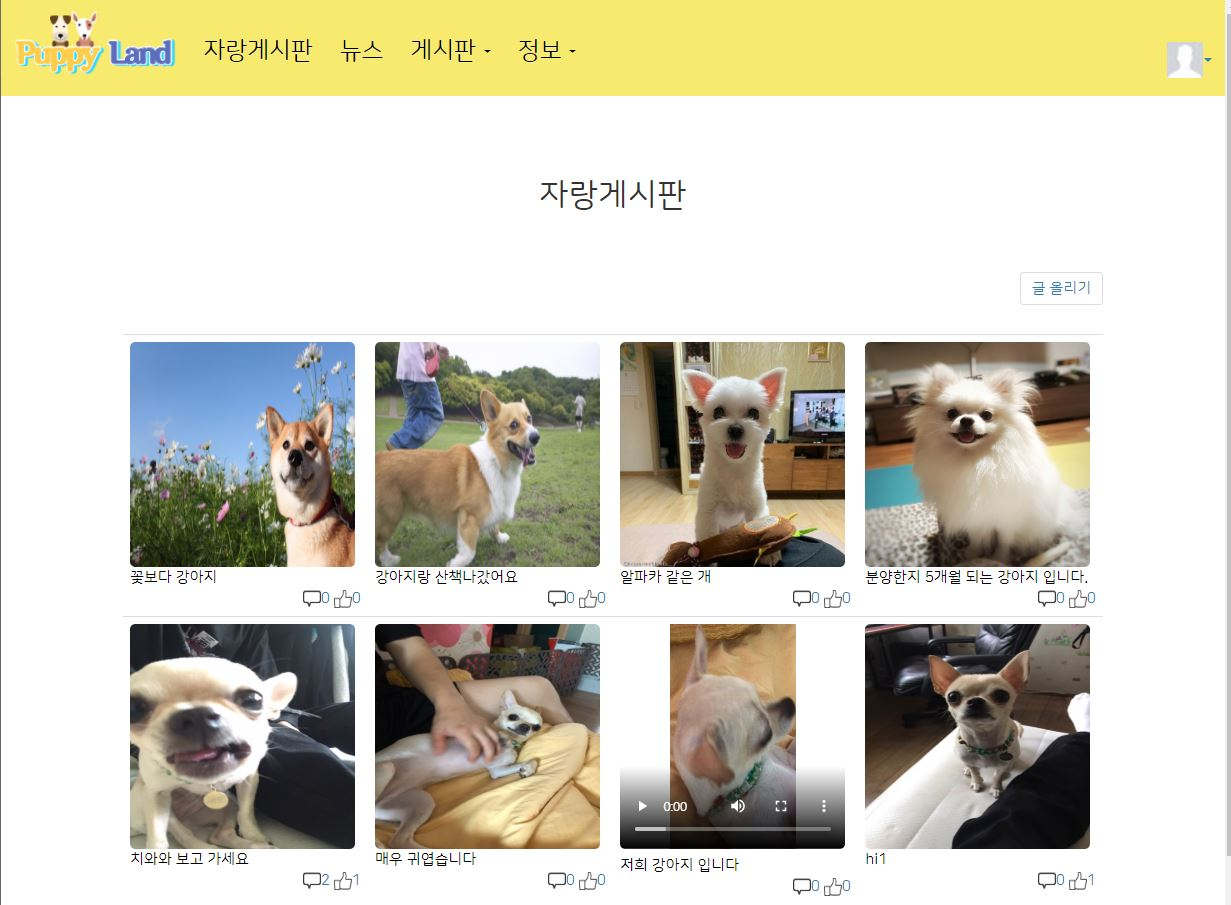 Puppy Land
자랑게시판 뉴스 게시판 정보
자랑게시판
글 올리기
꽃보다 강아지
강아지랑 산책나갔어요
알파카 같은 개
분양한지 5개월 되는 강아지 입니다.
0 0
0 0
0 0
0 0
치와와 보고 가세요
매우 귀엽습니다
0:00
저희 강아지 입니다
hi1
2 1
0 0
0 0
0 1